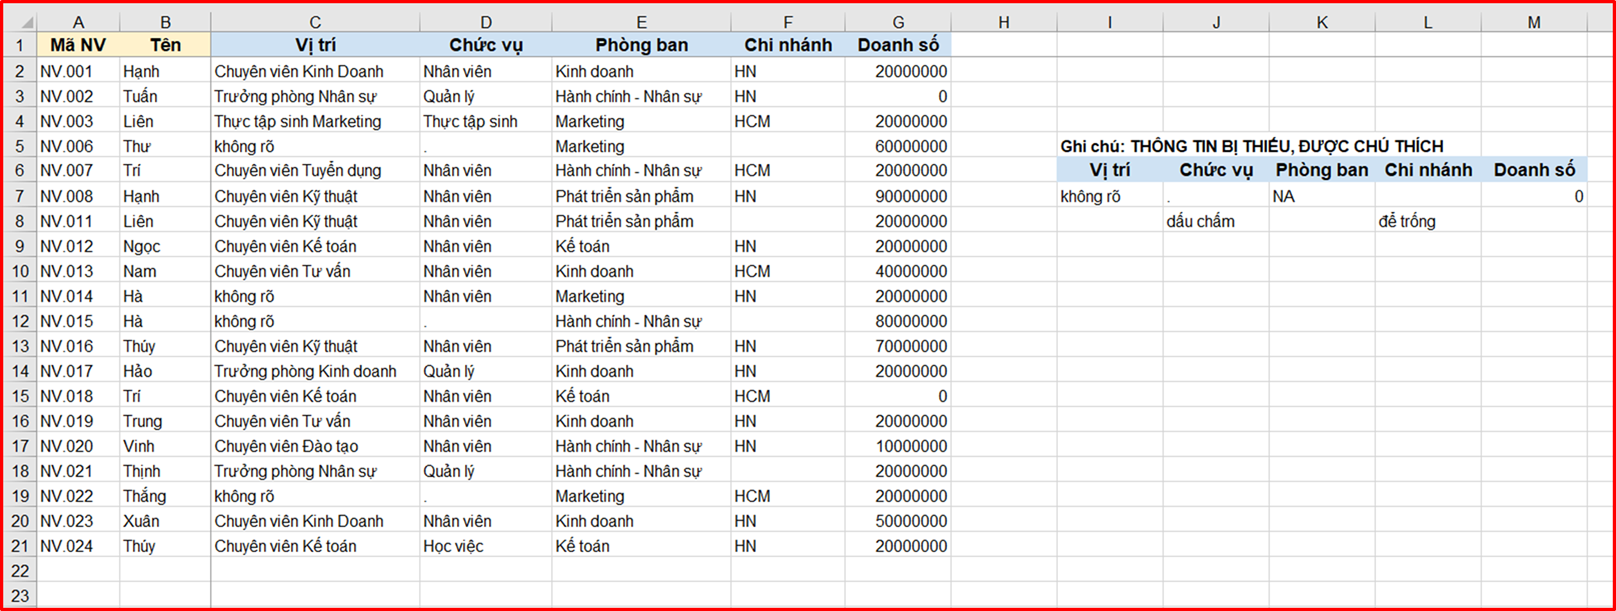 A B C D E F G H I J K L M
1 Mã NV Tên Vị trí Chức vụ Phòng ban Chi nhánh Doanh số
2 NV.001 Hạnh Chuyên viên Kinh Doanh Nhân viên Kinh doanh HN 20000000
3 NV.002 Tuấn Trưởng phòng Nhân sự Quản lý Hành chính - Nhân sự HN 0
4 NV.003 Liên Thực tập sinh Marketing Thực tập sinh Marketing HCM 20000000
5 NV.006 Thư không rõ . Marketing 60000000 Ghi chú: THÔNG TIN BỊ THIẾU, ĐƯỢC CHÚ THÍCH
6 NV.007 Trí Chuyên viên Tuyển dụng Nhân viên Hành chính - Nhân sự HCM 20000000 Vị trí Chức vụ Phòng ban Chi nhánh Doanh số
7 NV.008 Hạnh Chuyên viên Kỹ thuật Nhân viên Phát triển sản phẩm HN 90000000 không rõ . NA 0
8 NV.011 Liên Chuyên viên Kỹ thuật Nhân viên Phát triển sản phẩm 20000000 dấu chấm để trống
9 NV.012 Ngọc Chuyên viên Kế toán Nhân viên Kế toán HN 20000000
10 NV.013 Nam Chuyên viên Tư vấn Nhân viên Kinh doanh HCM 40000000
11 NV.014 Hà không rõ Nhân viên Marketing HN 20000000
12 NV.015 Hà không rõ . Hành chính - Nhân sự 80000000
13 NV.016 Thúy Chuyên viên Kỹ thuật Nhân viên Phát triển sản phẩm HN 70000000
14 NV.017 Hảo Trưởng phòng Kinh doanh Quản lý Kinh doanh HN 20000000
15 NV.018 Trí Chuyên viên Kế toán Nhân viên Kế toán HCM 0
16 NV.019 Trung Chuyên viên Tư vấn Nhân viên Kinh doanh HN 20000000
17 NV.020 Vinh Chuyên viên Đào tạo Nhân viên Hành chính - Nhân sự HN 10000000
18 NV.021 Thịnh Trưởng phòng Nhân sự Quản lý Hành chính - Nhân sự 20000000
19 NV.022 Thắng không rõ . Marketing HCM 20000000
20 NV.023 Xuân Chuyên viên Kinh Doanh Nhân viên Kinh doanh HN 50000000
21 NV.024 Thúy Chuyên viên Kế toán Học việc Kế toán HN 20000000
22
23